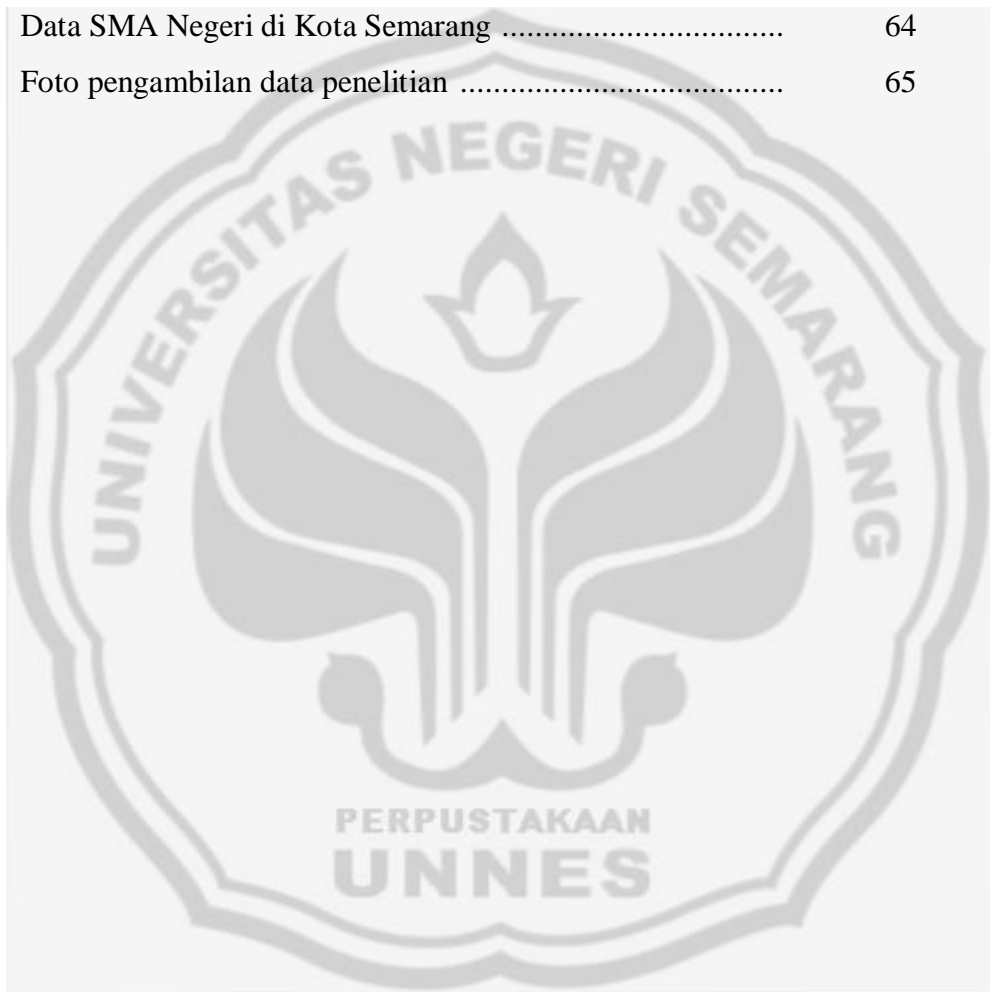 Data SMA Negeri di Kota Semarang .................................. 64
Foto pengambilan data penelitian ....................................... 65
UNIVERSITAS NEGERI SEMARANG
PERPUSTAKAAN
UNNES